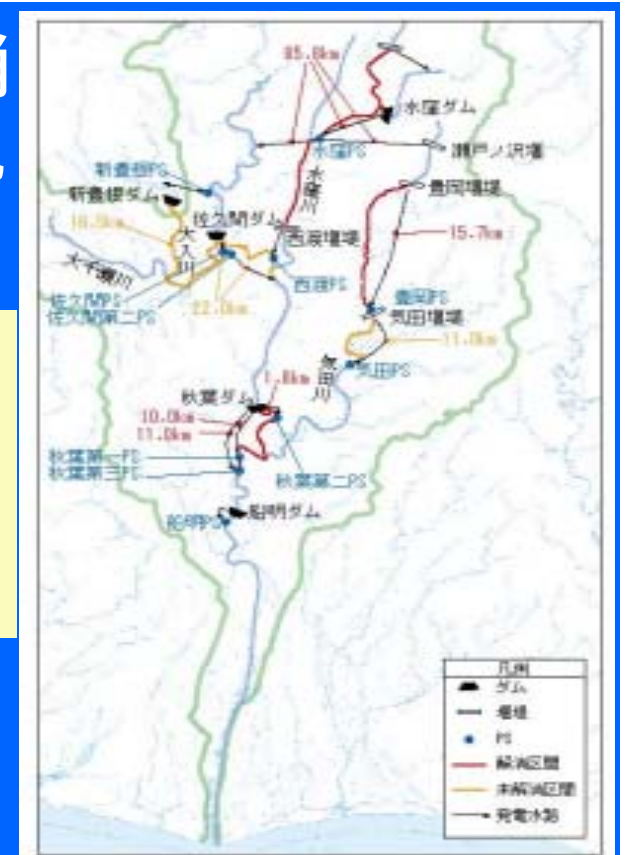 85.8km
水窪ダム
水窪PS
瀬戸ノ沢堰
新豊根PS
水窪川
豊岡堰堤
新豊根ダム
佐久間ダム
西渡堰堤
15.7km
大入川
大千瀬川
西渡PS
佐久間PS
豊岡PS
佐久間第二PS
22.0km
気田堰堤
11.0km
気田川
気田PS
秋葉ダム
1.8km
10.0km
11.0km
秋葉第一PS
秋葉第三PS
秋葉第二PS
船明PS
船明ダム
凡例
ダム
堰堤
PS
解消区間
未解消区間
発電水路